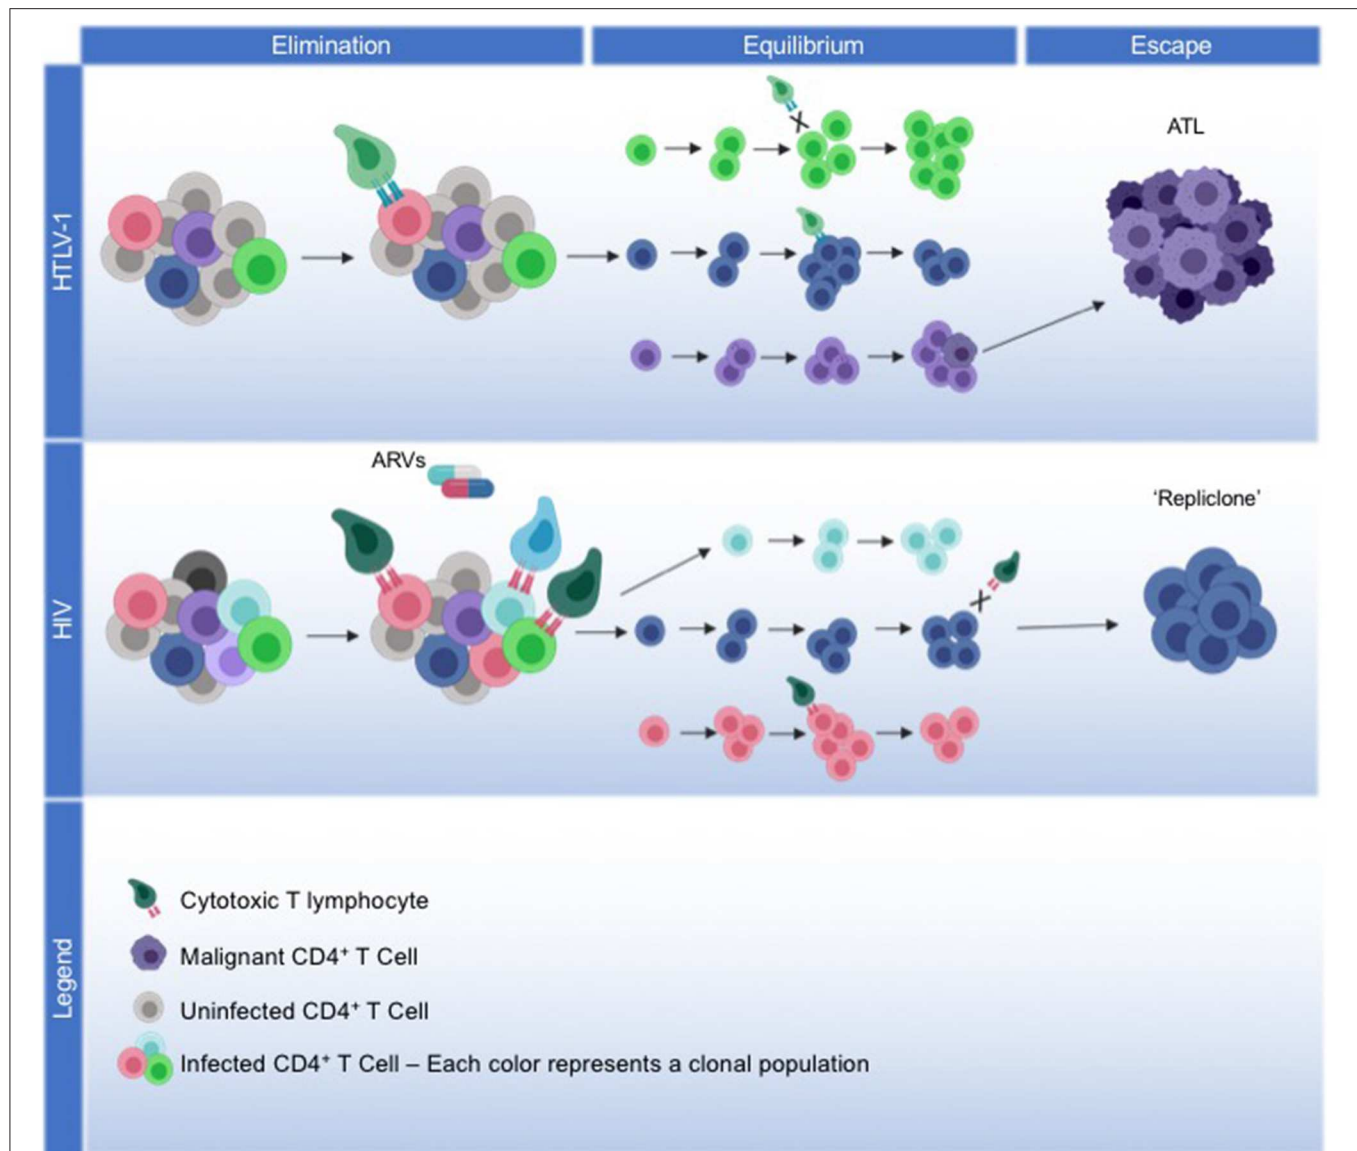 Elimination
Equilibrium
Escape
HTLV-1
ATL
HIV
ARVs
‘Repliclone’
Legend
Cytotoxic T lymphocyte
Malignant CD4⁺ T Cell
Uninfected CD4⁺ T Cell
Infected CD4⁺ T Cell – Each color represents a clonal population